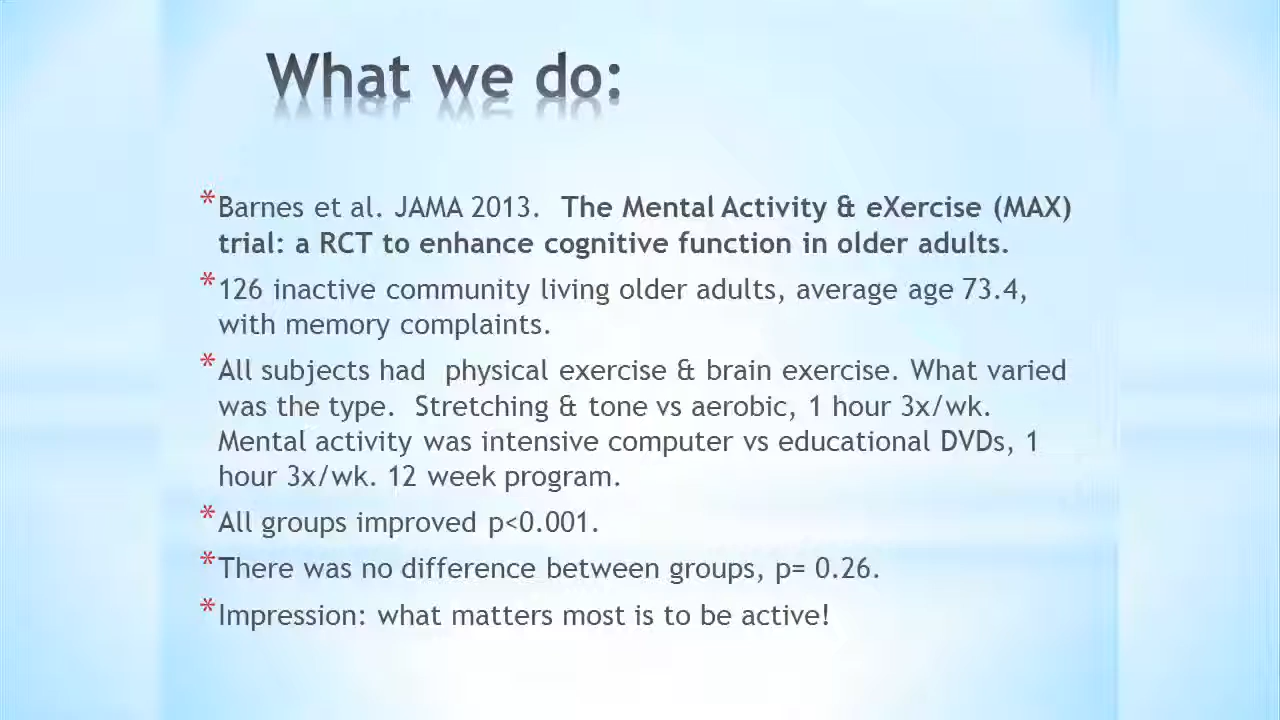 What we do:
*Barnes et al. JAMA 2013.  The Mental Activity & eXercise (MAX)
trial: a RCT to enhance cognitive function in older adults.
*126 inactive community living older adults, average age 73.4,
with memory complaints.
*All subjects had  physical exercise & brain exercise. What varied
was the type.  Stretching & tone vs aerobic, 1 hour 3x/wk.
Mental activity was intensive computer vs educational DVDs, 1
hour 3x/wk. 12 week program.
*All groups improved p<0.001.
*There was no difference between groups, p= 0.26.
*Impression: what matters most is to be active!